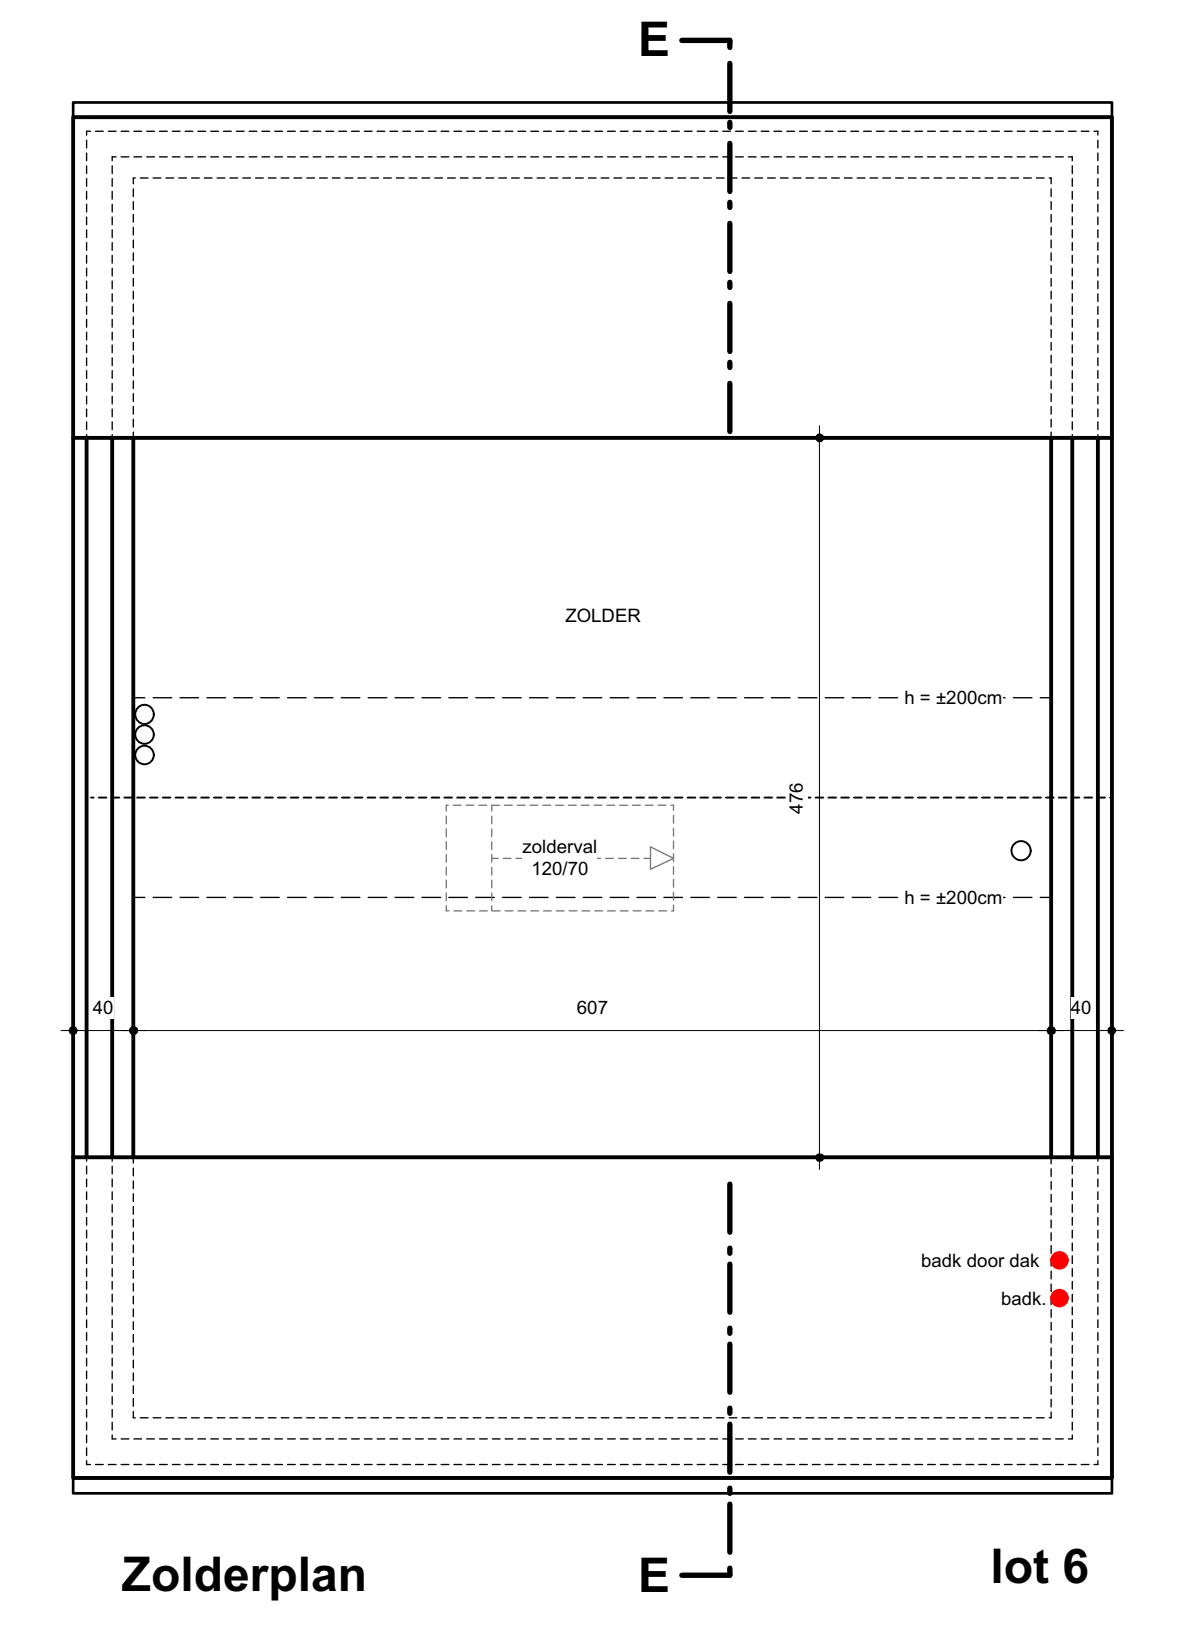 E
ZOLDER
h = ±200cm
476
zolderval
120/70
h = ±200cm
40
607
40
badk door dak
badk.
Zolderplan
E
lot 6